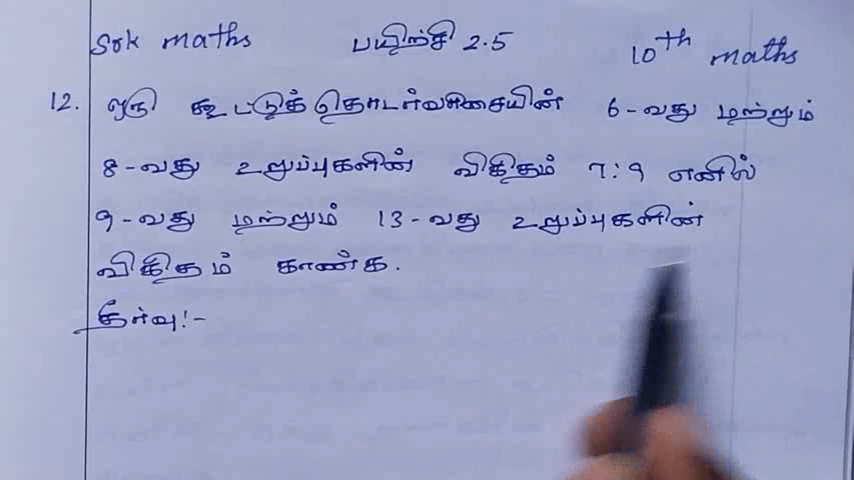 Srk maths பயிற்சி 2.5 10th maths
12. ஒரு கூட்டுத் தொடர்வரிசையின் 6-வது மற்றும்
8-வது உறுப்புகளின் விகிதம் 7:9 எனில்
9-வது மற்றும் 13-வது உறுப்புகளின்
விகிதம் காண்க.
தீர்வு:-